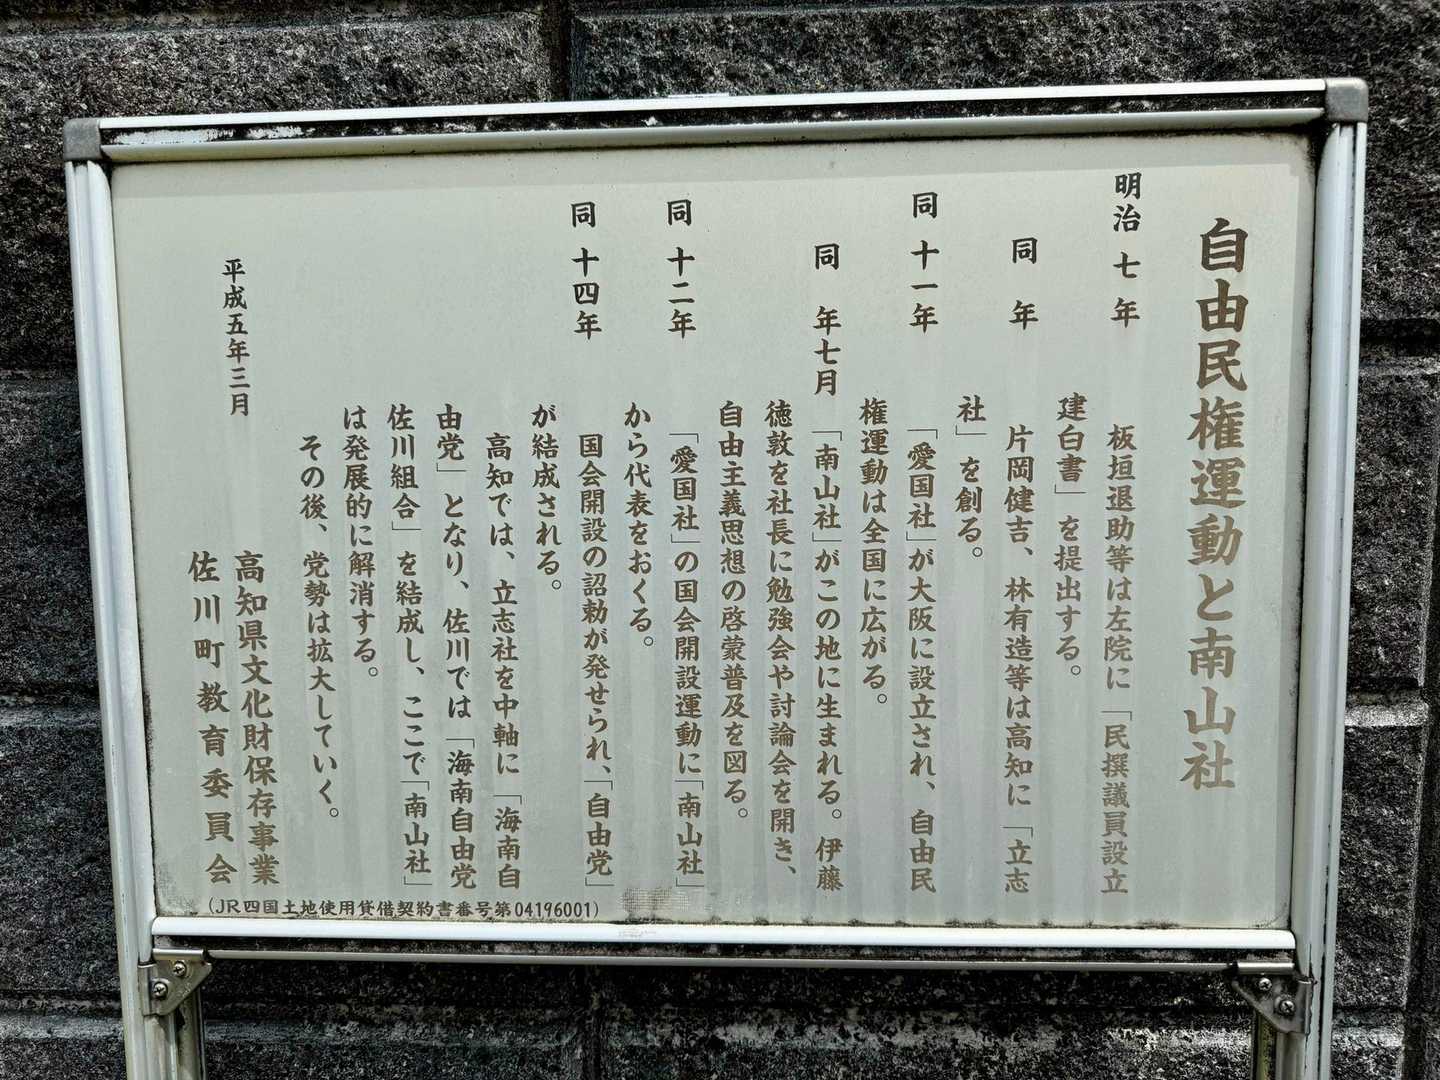 自由民権運動と南山社
明治七年　板垣退助等は左院に「民撰議員設立
建白書」を提出する。
同年　片岡健吉、林有造等は高知に「立志
社」を創る。
同十一年　「愛国社」が大阪に設立され、自由民
権運動は全国に広がる。
同年七月　「南山社」がこの地に生まれる。伊藤
徳敦を社長に勉強会や討論会を開き、
自由主義思想の啓蒙普及を図る。
同十二年　「愛国社」の国会開設運動に「南山社」
から代表をおくる。
同十四年　国会開設の詔勅が発せられ、「自由党」
が結成される。
高知では、立志社を中軸に「海南自
由党」となり、佐川では「海南自由党
佐川組合」を結成し、ここで「南山社」
は発展的に解消する。
その後、党勢は拡大していく。
平成五年三月
高知県文化財保存事業
佐川町教育委員会
(JR四国土地使用貸借契約書番号第04196001)